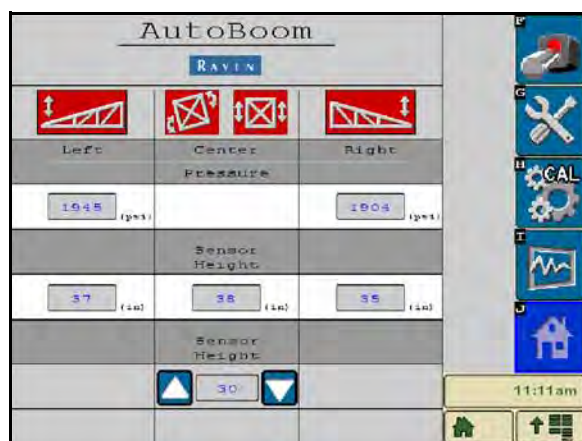 AutoBoom
RAVEN
Left Center Right
Pressure
1945 (psi) 1904 (psi)
Sensor
Height
37 (in) 38 (in) 35 (in)
Sensor
Height
30
F
G
H
CAL
I
J
11:11am